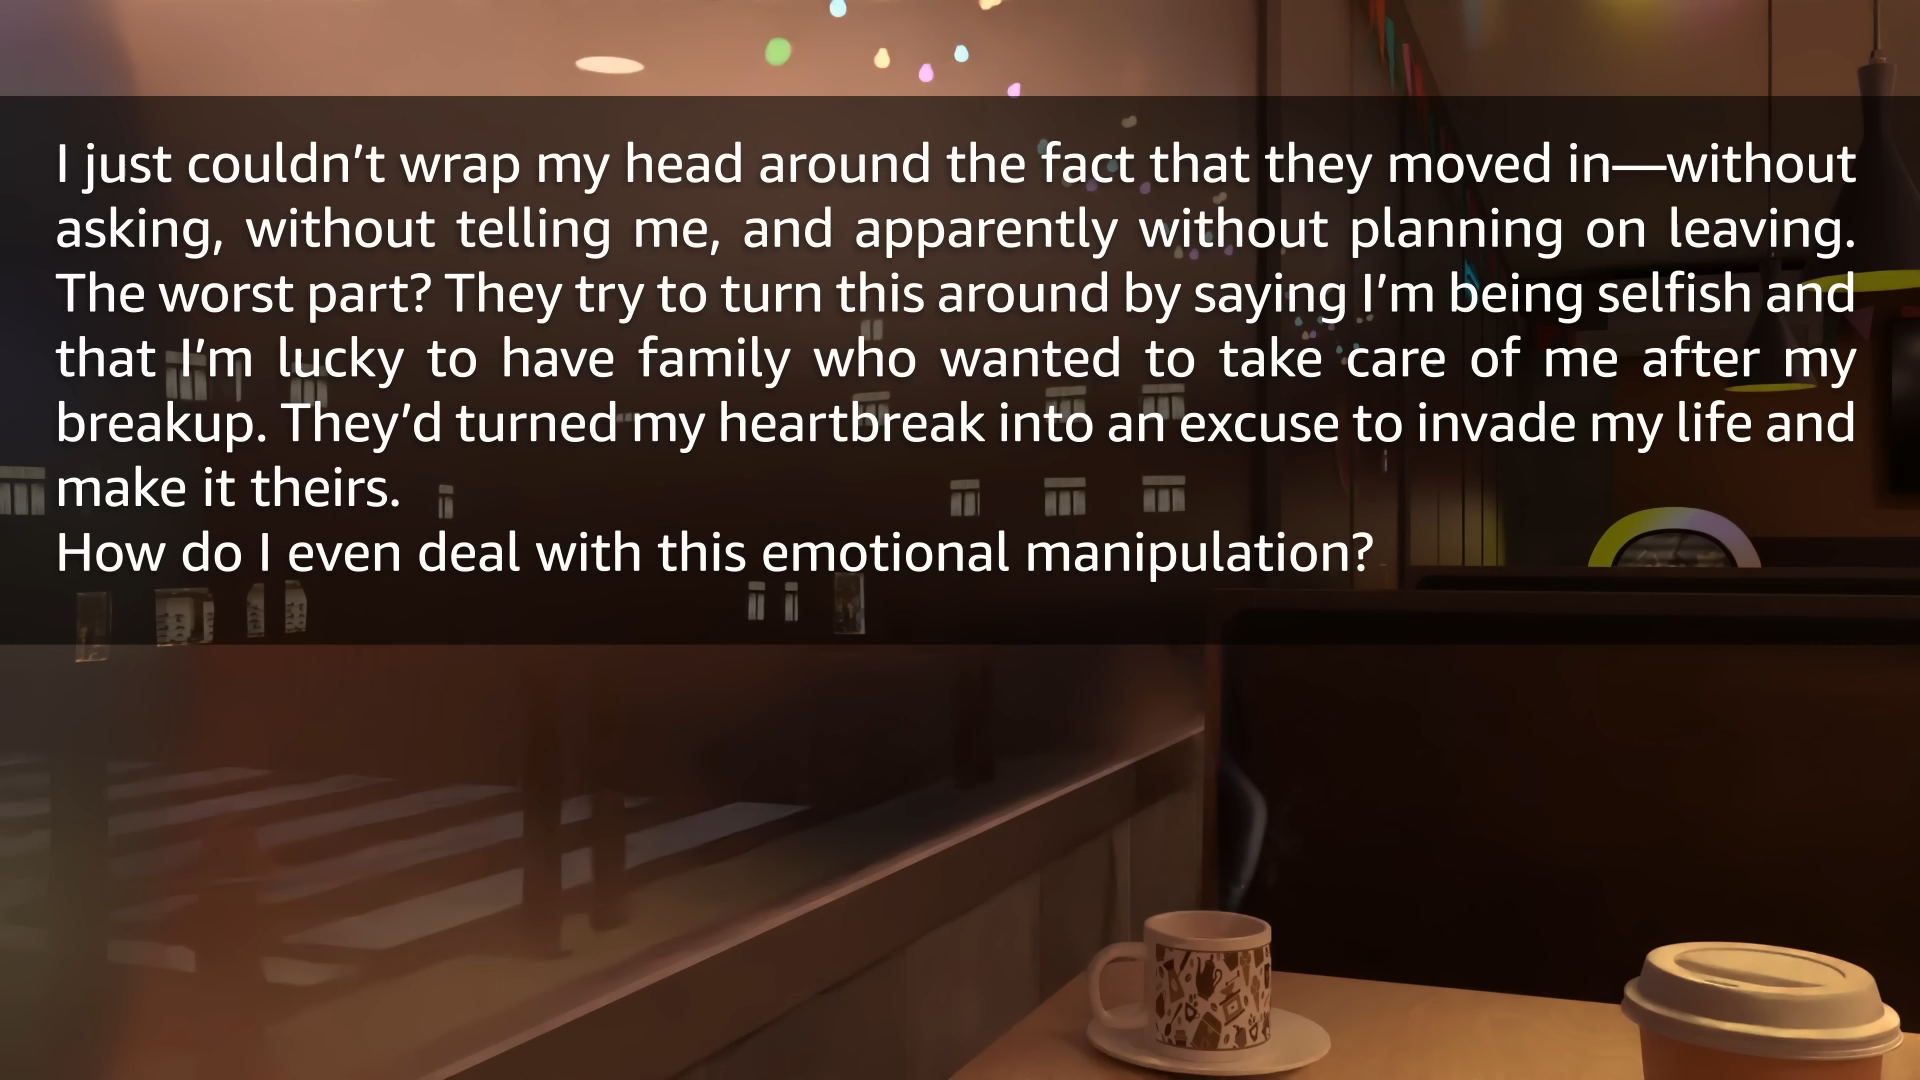 I just couldn’t wrap my head around the fact that they moved in—without
asking, without telling me, and apparently without planning on leaving.
The worst part? They try to turn this around by saying I’m being selfish and
that I’m lucky to have family who wanted to take care of me after my
breakup. They’d turned my heartbreak into an excuse to invade my life and
make it theirs.
How do I even deal with this emotional manipulation?